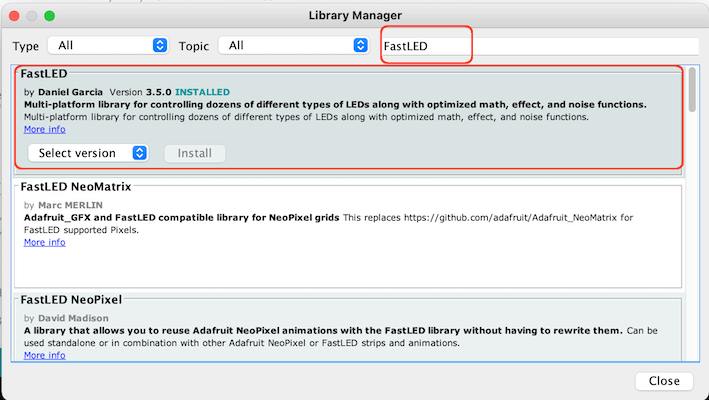 Library Manager
Type All Topic All FastLED
FastLED
by Daniel Garcia Version 3.5.0 INSTALLED
Multi-platform library for controlling dozens of different types of LEDs along with optimized math, effect, and noise functions.
Multi-platform library for controlling dozens of different types of LEDs along with optimized math, effect, and noise functions.
More info
Select version Install
FastLED NeoMatrix
by Marc MERLIN
Adafruit_GFX and FastLED compatible library for NeoPixel grids This replaces https://github.com/adafruit/Adafruit_NeoMatrix for
FastLED supported Pixels.
More info
FastLED NeoPixel
by David Madison
A library that allows you to reuse Adafruit NeoPixel animations with the FastLED library without having to rewrite them. Can be
used standalone or in combination with other Adafruit NeoPixel or FastLED strips and animations.
More info
Close